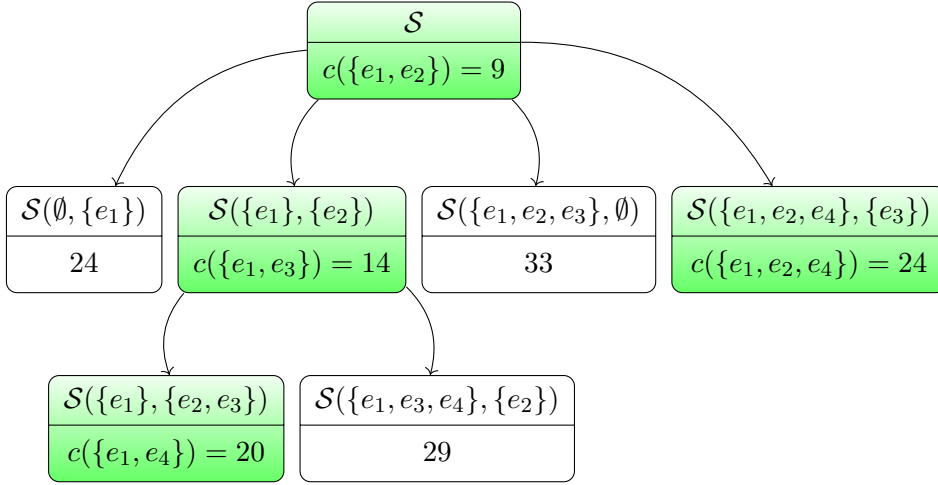 𝒮
c({e₁, e₂}) = 9
𝒮(∅, {e₁})
24
𝒮({e₁}, {e₂})
c({e₁, e₃}) = 14
𝒮({e₁, e₂, e₃}, ∅)
33
𝒮({e₁, e₂, e₄}, {e₃})
c({e₁, e₂, e₄}) = 24
𝒮({e₁}, {e₂, e₃})
c({e₁, e₄}) = 20
𝒮({e₁, e₃, e₄}, {e₂})
29